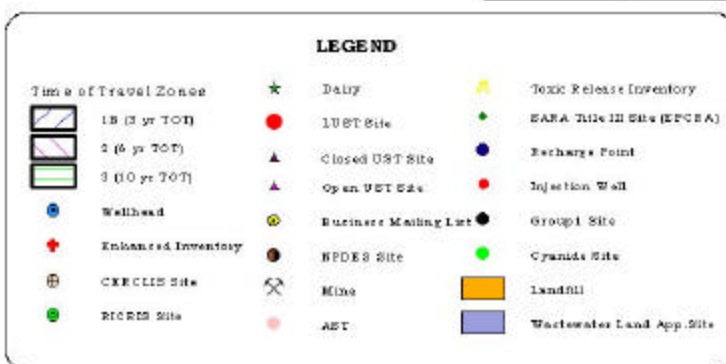 LEGEND
Time of Travel Zones
1B (3 yr TOT)
2 (6 yr TOT)
3 (10 yr TOT)
Wellhead
Enhanced Inventory
CERCLIS Site
RICRIS Site
Dairy
LUST Site
Closed UST Site
Open UST Site
Business Mailing List
NPDES Site
Mine
AST
Toxic Release Inventory
SARA Title III Site (EPCRA)
Recharge Point
Injection Well
Group1 Site
Cyanide Site
Landfill
Wastewater Land App.Site